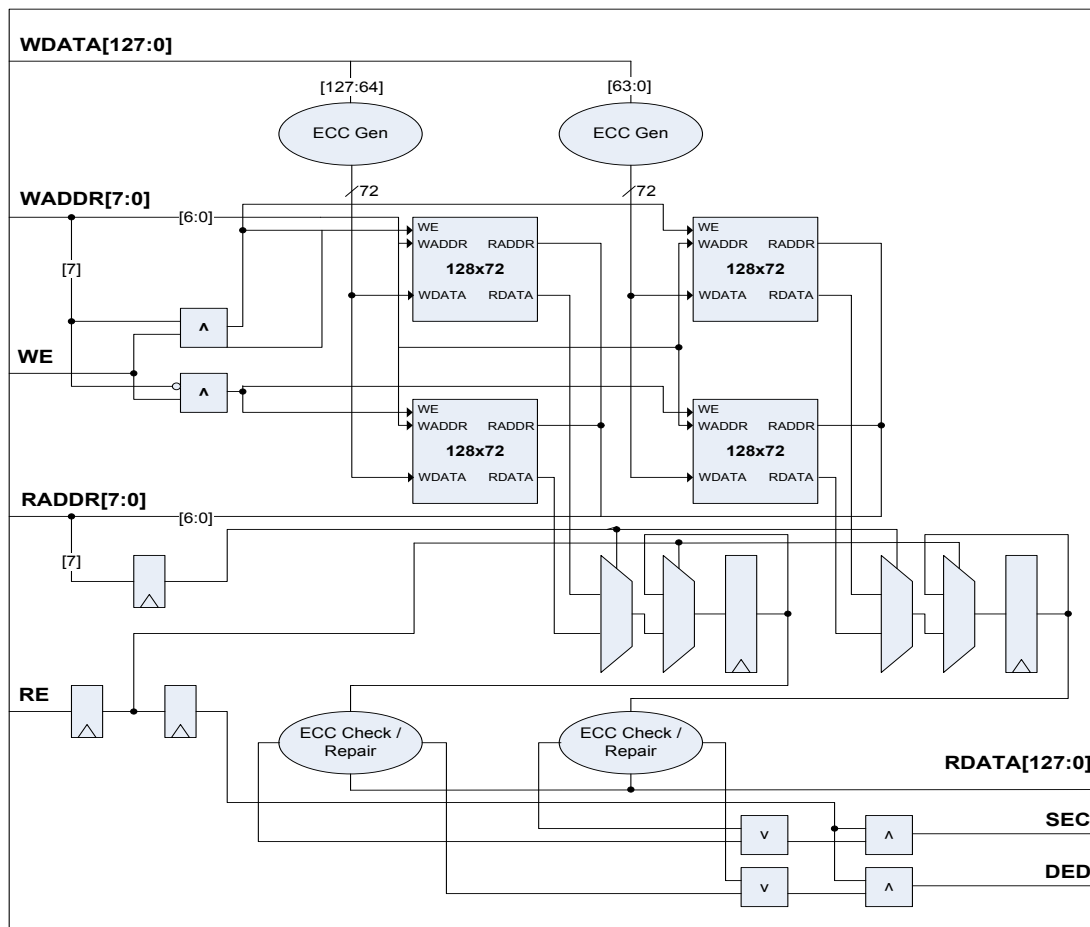 WDATA[127:0]
[127:64]
[63:0]
ECC Gen
ECC Gen
72
72
WADDR[7:0]
[6:0]
[7]
WE
WADDR RADDR
128x72
WDATA RDATA
WE
WADDR RADDR
128x72
WDATA RDATA
^
WE
^
WE
WADDR RADDR
128x72
WDATA RDATA
WE
WADDR RADDR
128x72
WDATA RDATA
RADDR[7:0]
[6:0]
[7]
RE
ECC Check /
Repair
ECC Check /
Repair
RDATA[127:0]
v
^
SEC
v
^
DED